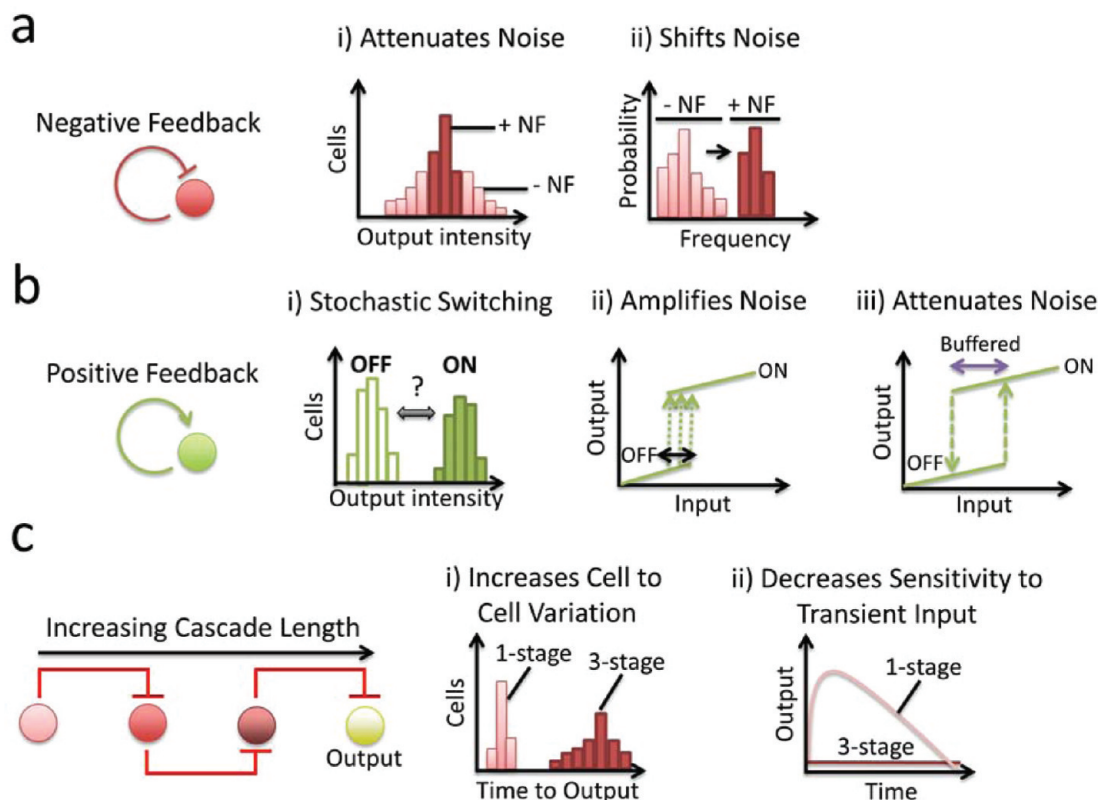 a
Negative Feedback
i) Attenuates Noise
Cells
+ NF
- NF
Output intensity
ii) Shifts Noise
Probability
- NF
+ NF
Frequency
b
Positive Feedback
i) Stochastic Switching
Cells
OFF
?
ON
Output intensity
ii) Amplifies Noise
Output
ON
OFF
Input
iii) Attenuates Noise
Output
Buffered
ON
OFF
Input
c
Increasing Cascade Length
Output
i) Increases Cell to
Cell Variation
Cells
1-stage
3-stage
Time to Output
ii) Decreases Sensitivity to
Transient Input
Output
1-stage
3-stage
Time